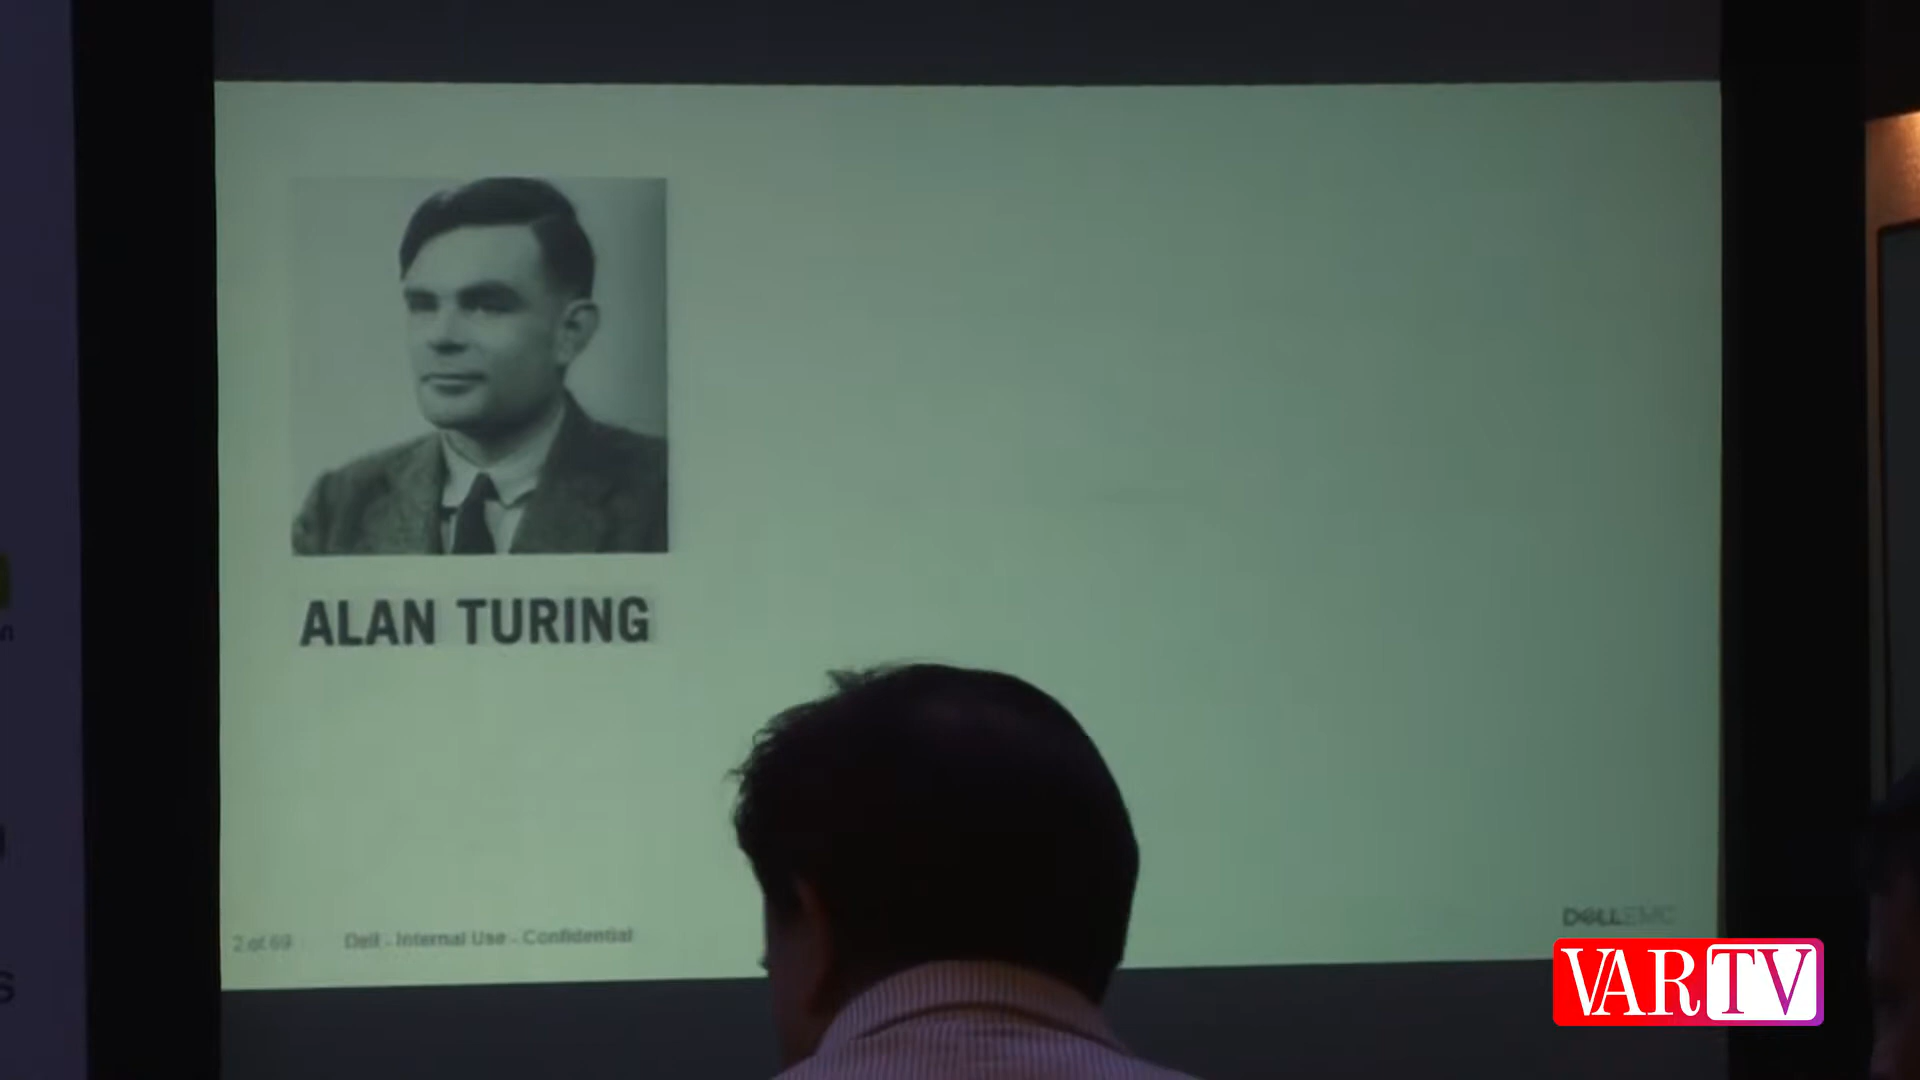 ALAN TURING
2 of 69
Dell - Internal Use - Confidential
DELLEMC
VARTV